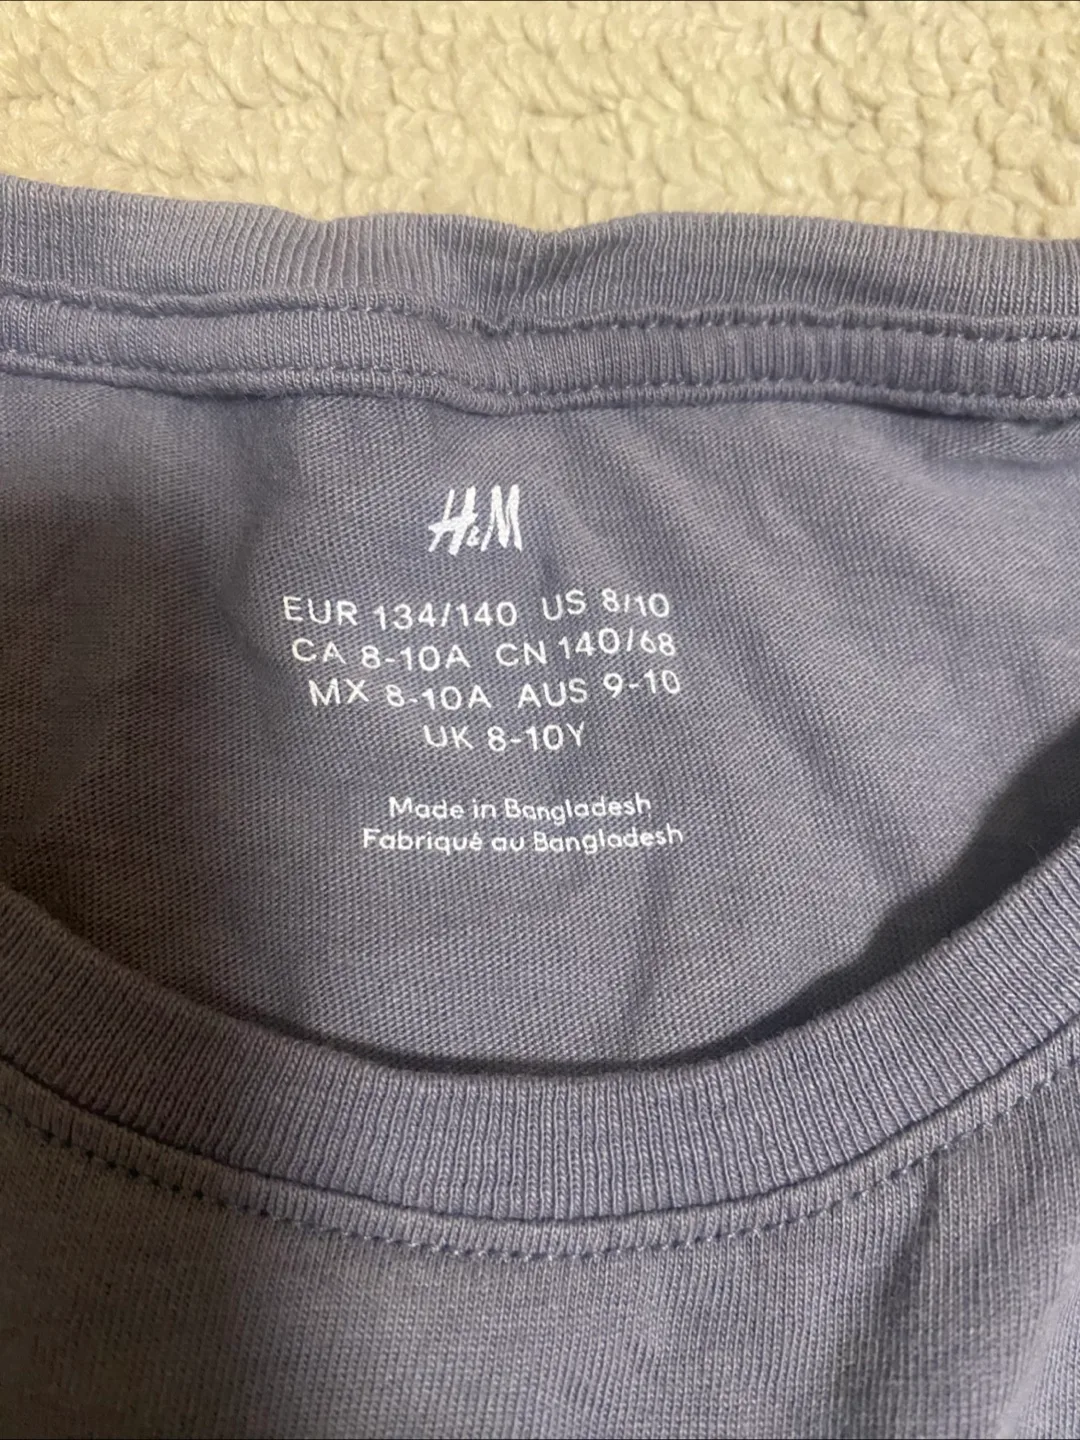 H&M
EUR 134/140 US 8/10
CA 8-10A CN 140/68
MX 8-10A AUS 9-10
UK 8-10Y
Made in Bangladesh
Fabriqué au Bangladesh